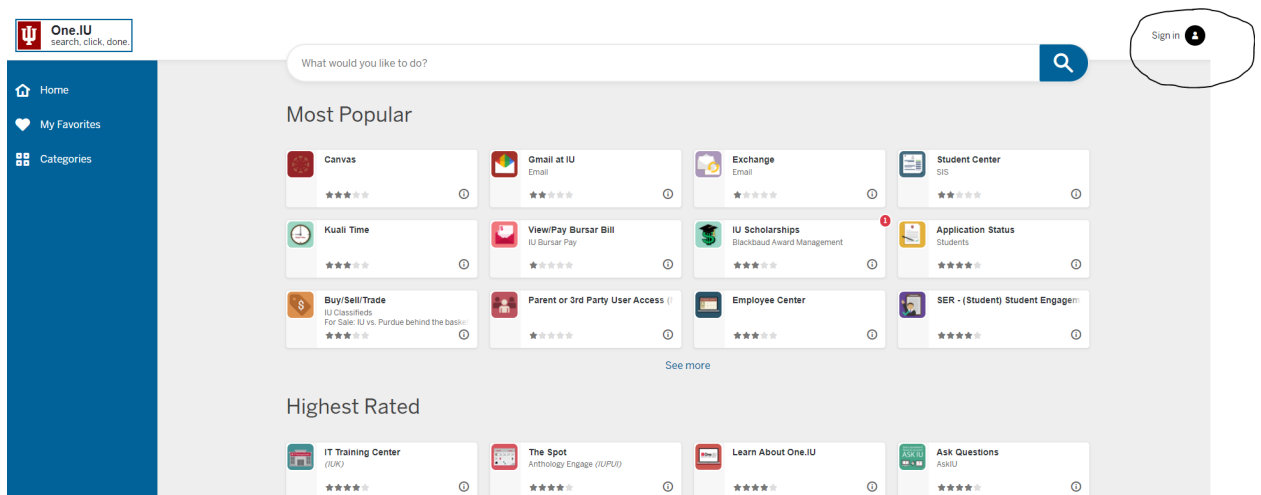 One.IU
search, click, done.
Sign in
What would you like to do?
Home
My Favorites
Categories
Most Popular
Canvas
Gmail at IU
Email
Exchange
Email
Student Center
SIS
Kuali Time
View/Pay Bursar Bill
IU Bursar Pay
IU Scholarships
Blackbaud Award Management
1
Application Status
Students
Buy/Sell/Trade
IU Classifieds
For Sale: IU vs. Purdue behind the basket
Parent or 3rd Party User Access (
Employee Center
SER - (Student) Student Engagem
See more
Highest Rated
IT Training Center
(IUK)
The Spot
Anthology Engage (IUPUI)
Learn About One.IU
Ask Questions
AskIU
ASK IU